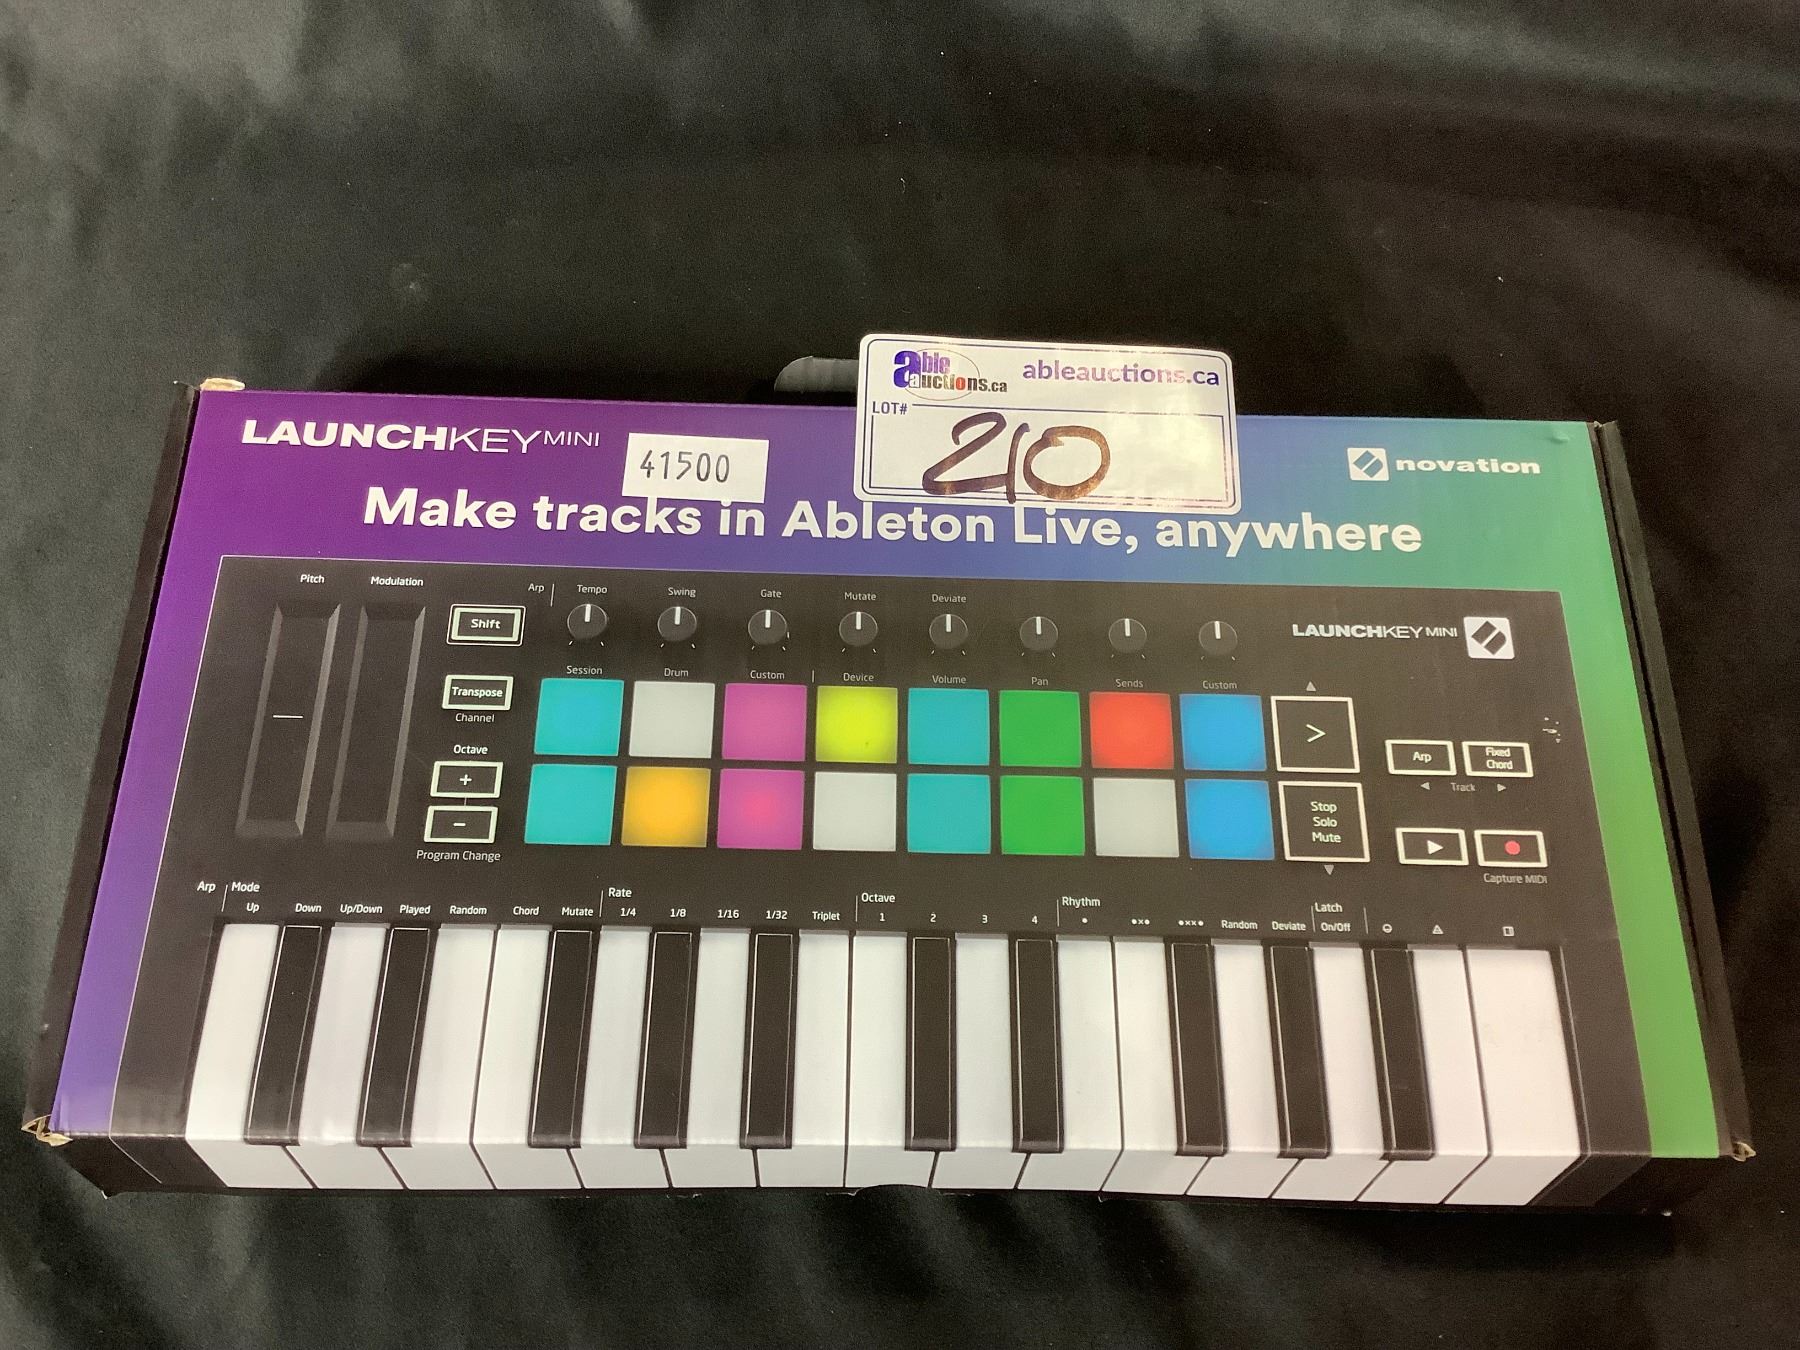 able auctions.ca
ableauctions.ca
LOT#
210
LAUNCHKEY MINI
41500
novation
Make tracks in Ableton Live, anywhere
Pitch Modulation
Arp Tempo Swing Gate Mutate Deviate
Shift
LAUNCHKEY MINI
Session Drum Custom Device Volume Pan Sends Custom
Transpose
Channel
>
Arp
Fixed
Chord
Track
Octave
+
-
Program Change
Stop
Solo
Mute
Capture MIDI
Arp Mode Rate Octave Rhythm Latch
Up Down Up/Down Played Random Chord Mutate 1/4 1/8 1/16 1/32 Triplet 1 2 3 4 Random Deviate On/Off